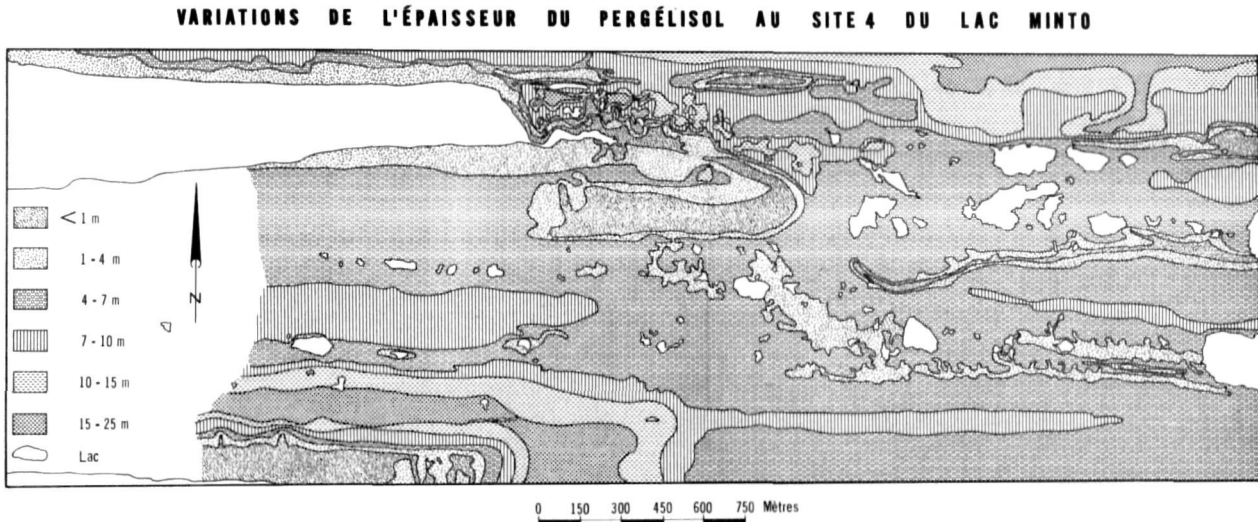 VARIATIONS DE L'ÉPAISSEUR DU PERGÉLISOL AU SITE 4 DU LAC MINTO
< 1 m
1 - 4 m
4 - 7 m
7 - 10 m
10 - 15 m
15 - 25 m
Lac
N
0 150 300 450 600 750 Mètres